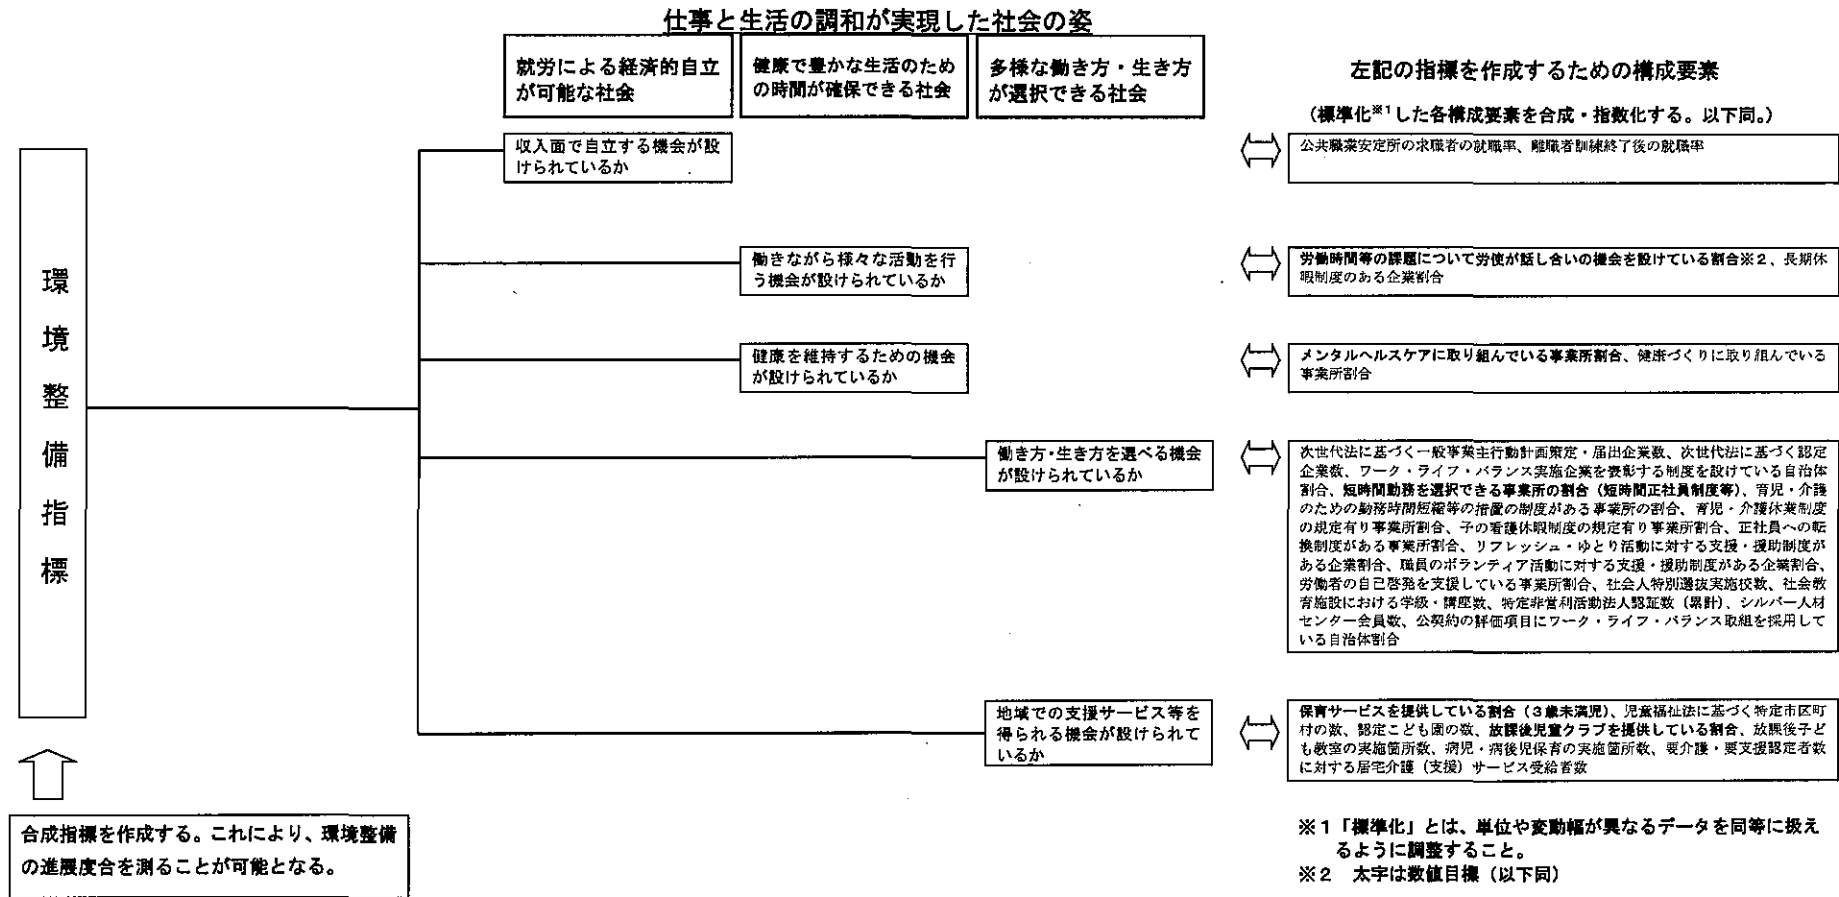 仕事と生活の調和が実現した社会の姿
就労による経済的自立
が可能な社会
健康で豊かな生活のため
の時間が確保できる社会
多様な働き方・生き方
が選択できる社会
左記の指標を作成するための構成要素
（標準化※1した各構成要素を合成・指数化する。以下同。）
環境整備指標
収入面で自立する機会が設
けられているか
公共職業安定所の求職者の就職率、離職者訓練終了後の就職率
働きながら様々な活動を行
う機会が設けられているか
労働時間等の課題について労使が話し合いの機会を設けている割合※2、長期休
暇制度のある企業割合
健康を維持するための機会
が設けられているか
メンタルヘルスケアに取り組んでいる事業所割合、健康づくりに取り組んでいる
事業所割合
働き方・生き方を選べる機会
が設けられているか
次世代法に基づく一般事業主行動計画策定・届出企業数、次世代法に基づく認定
企業数、ワーク・ライフ・バランス実施企業を表彰する制度を設けている自治体
割合、短時間勤務を選択できる事業所の割合（短時間正社員制度等）、育児・介護
のための勤務時間短縮等の措置の制度がある事業所の割合、育児・介護休業制度
の規定有り事業所割合、子の看護休暇制度の規定有り事業所割合、正社員への転
換制度がある事業所割合、リフレッシュ・ゆとり活動に対する支援・援助制度が
ある企業割合、職員のボランティア活動に対する支援・援助制度がある企業割合、
労働者の自己啓発を支援している事業所割合、社会人特別選抜実施校数、社会教
育施設における学級・講座数、特定非営利活動法人認証数（累計）、シルバー人材
センター会員数、公契約の評価項目にワーク・ライフ・バランス取組を採用して
いる自治体割合
地域での支援サービス等を
得られる機会が設けられて
いるか
保育サービスを提供している割合（3歳未満児）、児童福祉法に基づく特定市区町
村の数、認定こども園の数、放課後児童クラブを提供している割合、放課後子ど
も教室の実施箇所数、病児・病後児保育の実施箇所数、要介護・要支援認定者数
に対する居宅介護（支援）サービス受給者数
合成指標を作成する。これにより、環境整備
の進展度合を測ることが可能となる。
※1「標準化」とは、単位や変動幅が異なるデータを同等に扱え
るように調整すること。
※2　太字は数値目標（以下同）